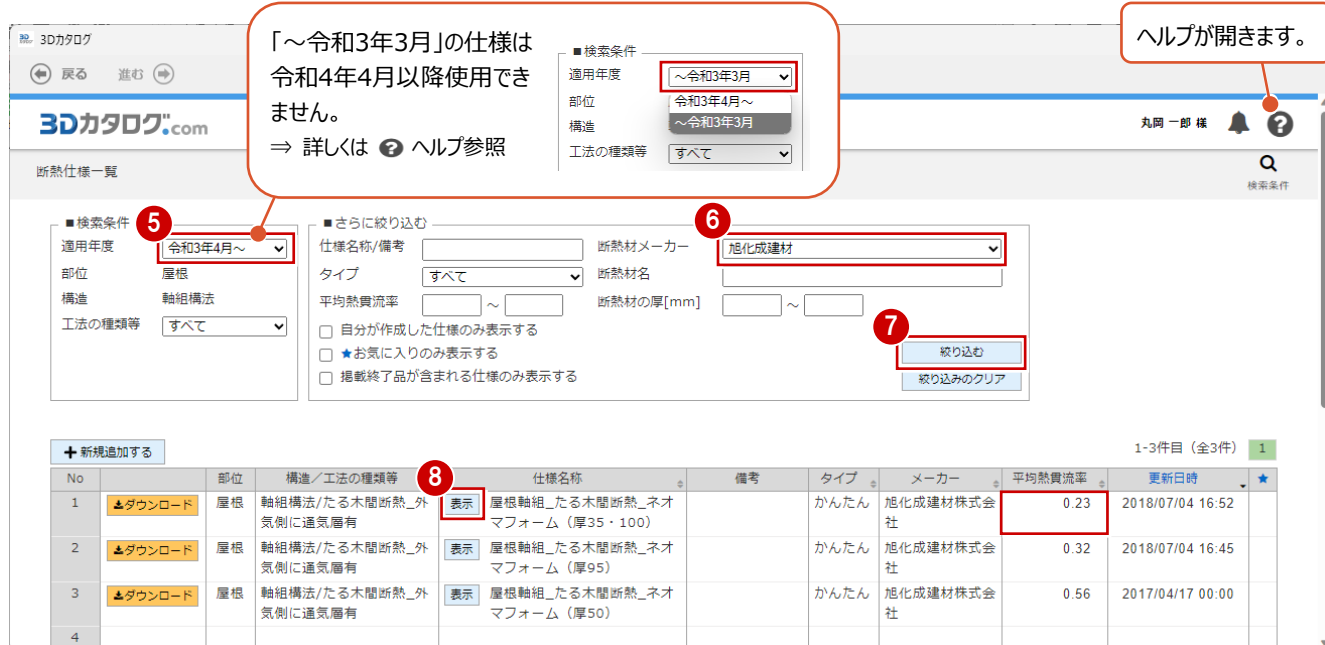 3Dカタログ
戻る 進む
3Dカタログ.com
「～令和3年3月」の仕様は
令和4年4月以降使用でき
ません。
⇒ 詳しくは ? ヘルプ参照
■検索条件
適用年度 ～令和3年3月
部位 令和3年4月～
構造 ～令和3年3月
工法の種類等 すべて
ヘルプが開きます。
丸岡 一郎 様
断熱仕様一覧
検索条件
■検索条件
5
適用年度 令和3年4月～
部位 屋根
構造 軸組構法
工法の種類等 すべて
■さらに絞り込む
6
仕様名称/備考 断熱材メーカー 旭化成建材
タイプ すべて 断熱材名
平均熱貫流率 ～ 断熱材の厚[mm] ～
□ 自分が作成した仕様のみ表示する
□ ★お気に入りのみ表示する
□ 掲載終了品が含まれる仕様のみ表示する
7
絞り込む
絞り込みのクリア
＋新規追加する
1-3件目（全3件） 1
8
No 部位 構造／工法の種類等 仕様名称 備考 タイプ メーカー 平均熱貫流率 更新日時 ★
1 ダウンロード 屋根 軸組構法/たる木間断熱_外 表示 屋根軸組_たる木間断熱_ネオ かんたん 旭化成建材株式会 0.23 2018/07/04 16:52
気側に通気層有 マフォーム（厚35・100） 社
2 ダウンロード 屋根 軸組構法/たる木間断熱_外 表示 屋根軸組_たる木間断熱_ネオ かんたん 旭化成建材株式会 0.32 2018/07/04 16:45
気側に通気層有 マフォーム（厚95） 社
3 ダウンロード 屋根 軸組構法/たる木間断熱_外 表示 屋根軸組_たる木間断熱_ネオ かんたん 旭化成建材株式会 0.56 2017/04/17 00:00
気側に通気層有 マフォーム（厚50） 社
4